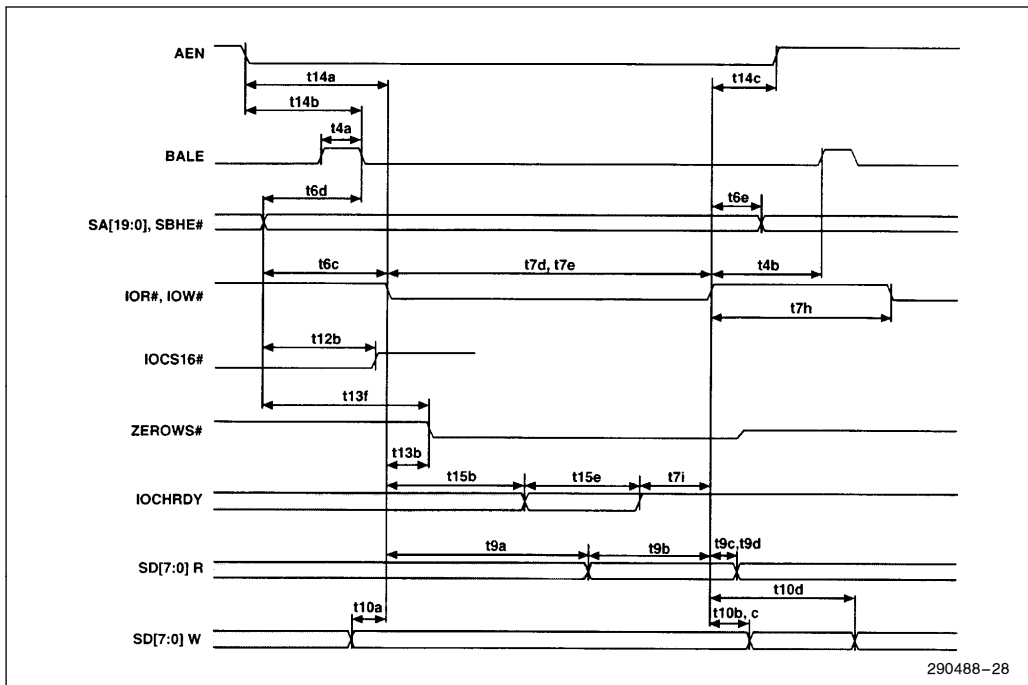 AEN
t14a
t14c
t14b
t4a
BALE
t6d
t6e
SA[19:0], SBHE#
t6c
t7d, t7e
t4b
IOR#, IOW#
t7h
t12b
IOCS16#
t13f
ZEROWS#
t13b
t15b
t15e
t7i
IOCHRDY
t9a
t9b
t9c,t9d
SD[7:0] R
t10d
t10a
t10b, c
SD[7:0] W
290488–28